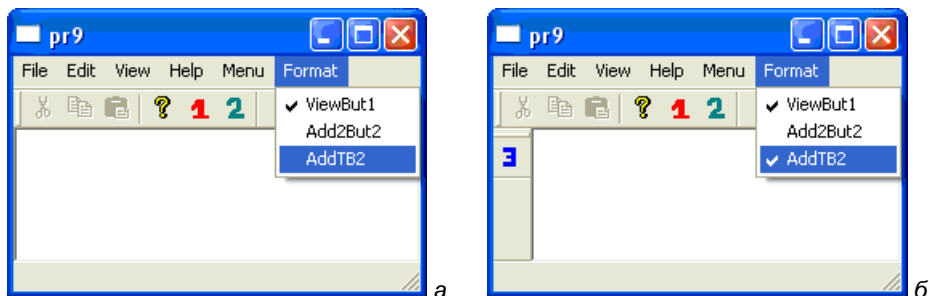 pr9
File Edit View Help Menu Format
? 1 2
ViewBut1
Add2But2
AddTB2
а
pr9
File Edit View Help Menu Format
? 1 2
ViewBut1
Add2But2
AddTB2
3
б